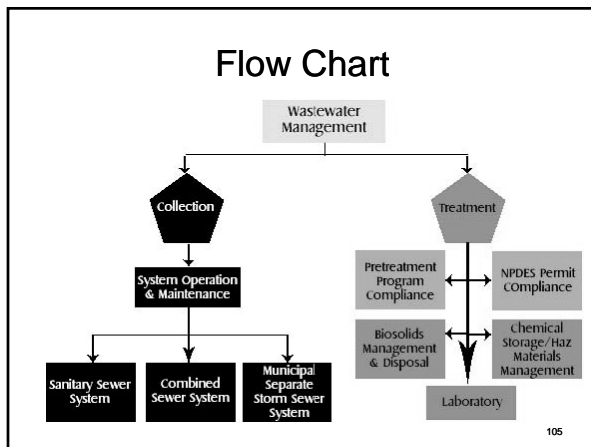 Flow Chart
Wastewater
Management
Collection
Treatment
System Operation
& Maintenance
Pretreatment
Program
Compliance
NPDES Permit
COmpliance
Biosolids
Management
& Disposal
Chemical
Storage/Haz
Materials
Management
Sanitary Sewer
System
Combined
Sewer System
Municipal
Separate
Storm Sewer
System
Laboratory
105